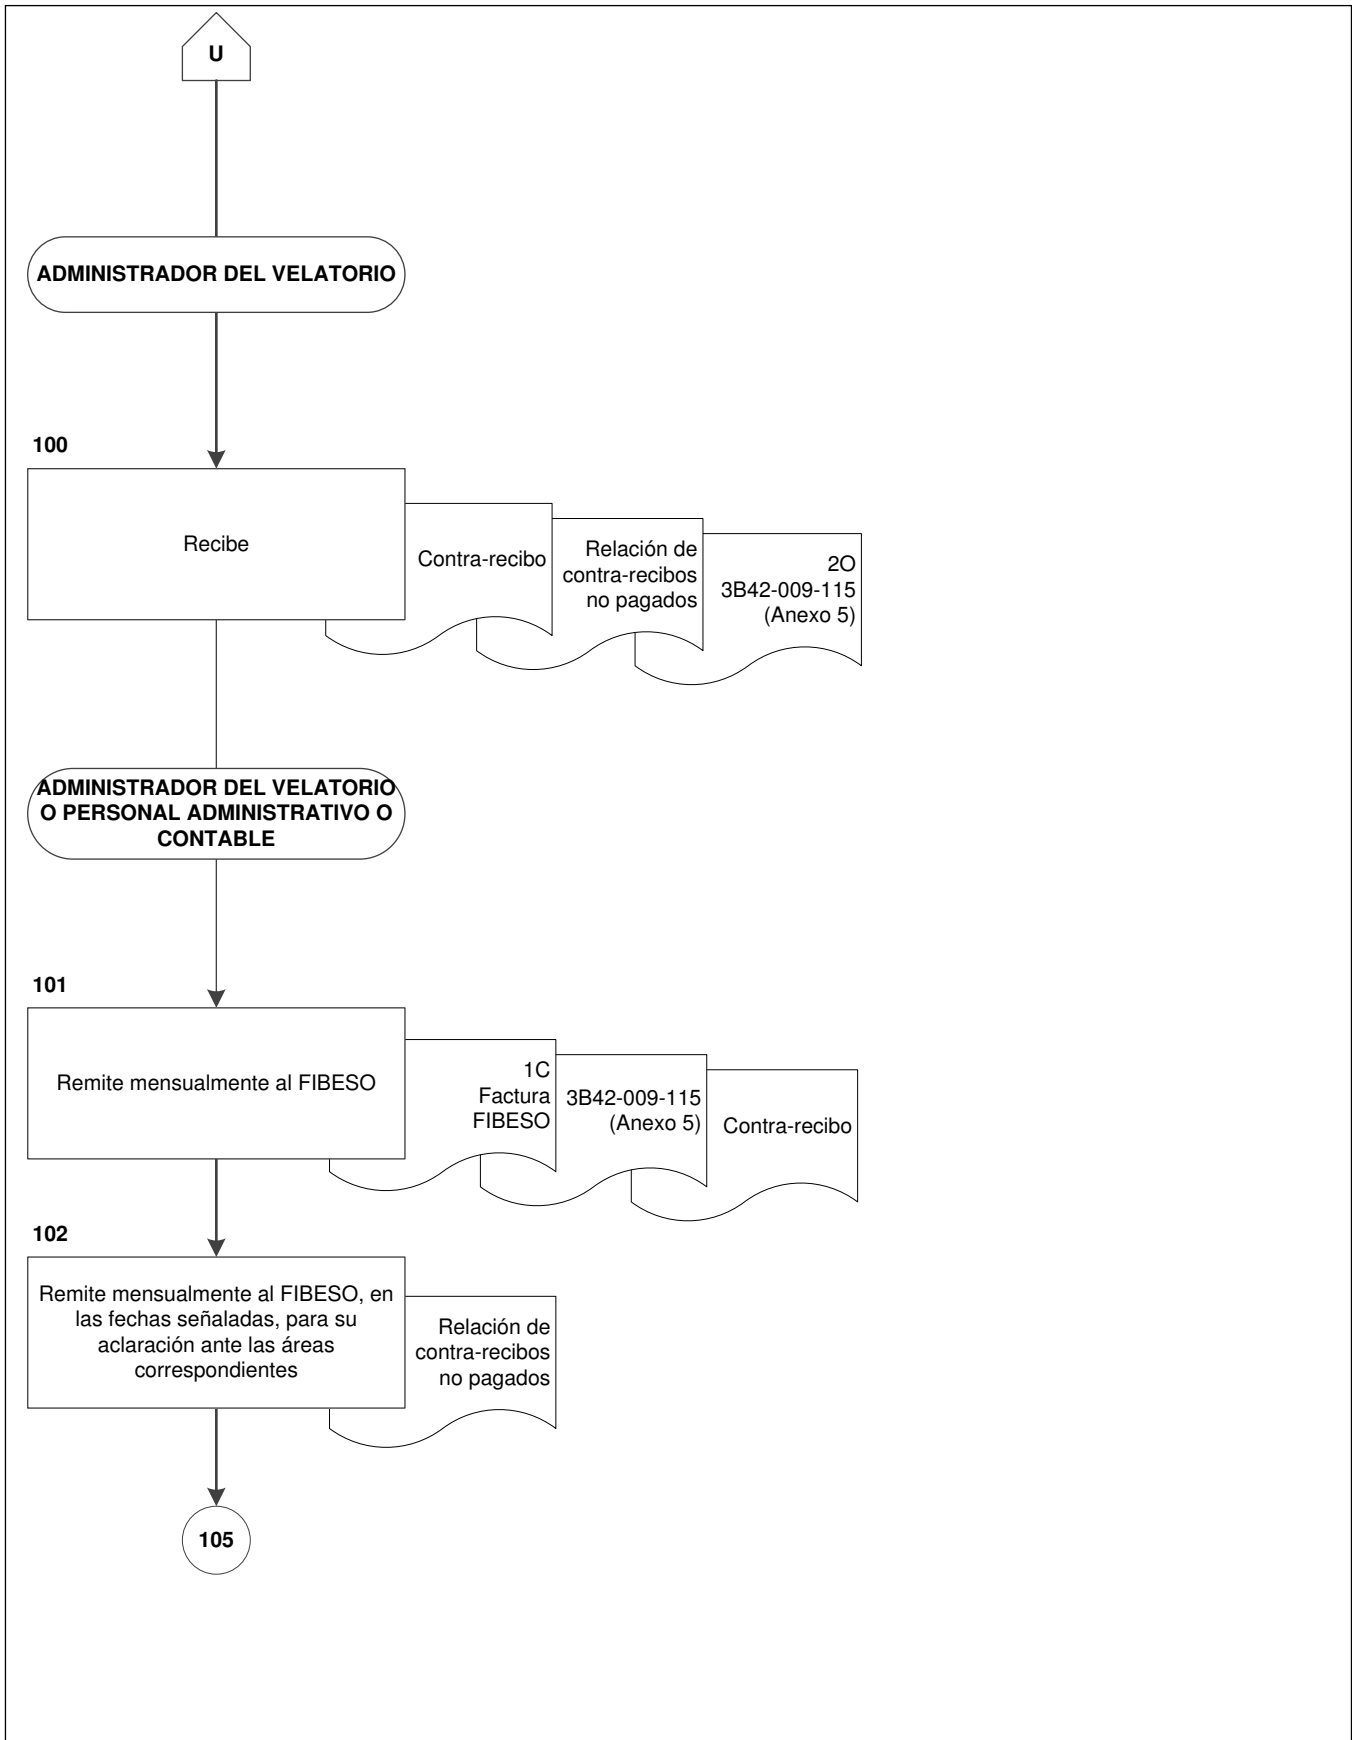 U
ADMINISTRADOR DEL VELATORIO
100
Recibe
Contra-recibo
Relación de
contra-recibos
no pagados
2O
3B42-009-115
(Anexo 5)
ADMINISTRADOR DEL VELATORIO
O PERSONAL ADMINISTRATIVO O
CONTABLE
101
Remite mensualmente al FIBESO
1C
Factura
FIBESO
3B42-009-115
(Anexo 5)
Contra-recibo
102
Remite mensualmente al FIBESO, en
las fechas señaladas, para su
aclaración ante las áreas
correspondientes
Relación de
contra-recibos
no pagados
105